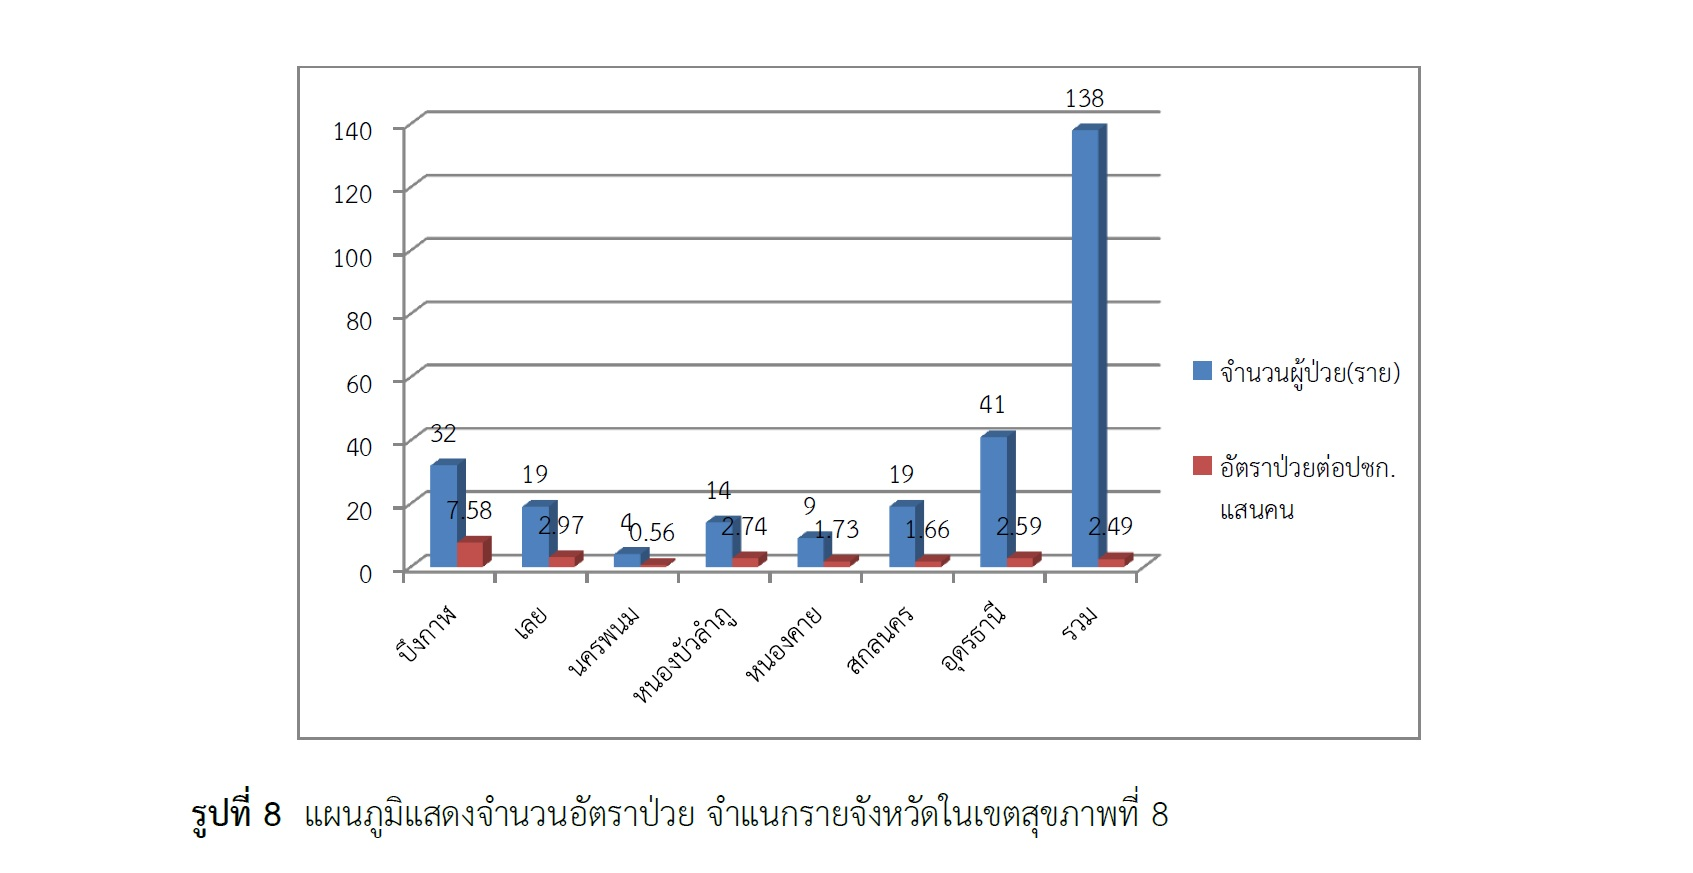 138
140
120
100
80
60
40
20
0
32
7.58
19
2.97
4
0.56
14
2.74
9
1.73
19
1.66
41
2.59
2.49
บึงกาฬ
เลย
นครพนม
หนองบัวลำภู
หนองคาย
สกลนคร
อุดรธานี
รวม
จำนวนผู้ป่วย(ราย)
อัตราป่วยต่อปชก.
แสนคน
รูปที่ 8 แผนภูมิแสดงจำนวนอัตราป่วย จำแนกรายจังหวัดในเขตสุขภาพที่ 8